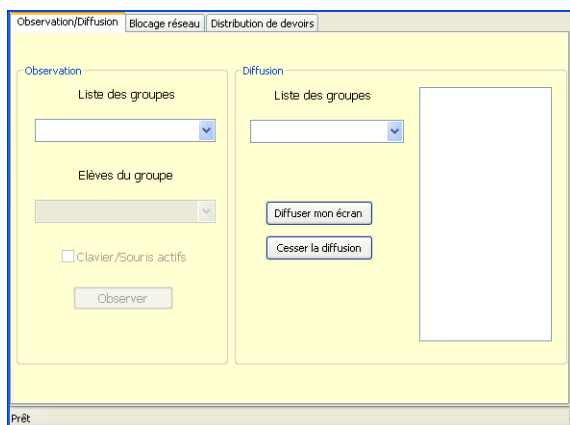 Observation/Diffusion Blocage réseau Distribution de devoirs
Observation
Liste des groupes
Elèves du groupe
Clavier/Souris actifs
Observer
Diffusion
Liste des groupes
Diffuser mon écran
Cesser la diffusion
Prêt